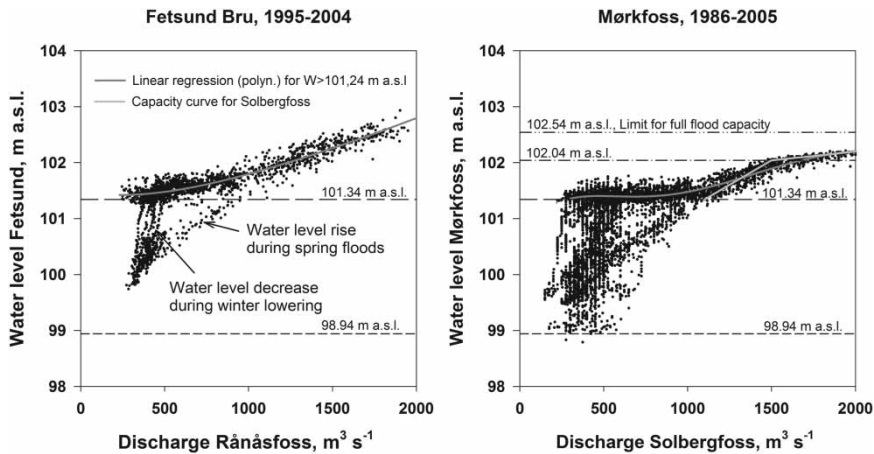 Fetsund Bru, 1995-2004
Water level Fetsund, m a.s.l.
104
103
102
101
100
99
98
Linear regression (polyn.) for W>101,24 m a.s.l
Capacity curve for Solbergfoss
101.34 m a.s.l.
Water level rise
during spring floods
Water level decrease
during winter lowering
98.94 m a.s.l.
0
500
1000
1500
2000
Discharge Rånåsfoss, m³ s⁻¹
Mørkfoss, 1986-2005
Water level Mørkfoss, m a.s.l.
104
103
102
101
100
99
98
102.54 m a.s.l., Limit for full flood capacity
102.04 m a.s.l.
101.34 m a.s.l.
98.94 m a.s.l.
0
500
1000
1500
2000
Discharge Solbergfoss, m³ s⁻¹